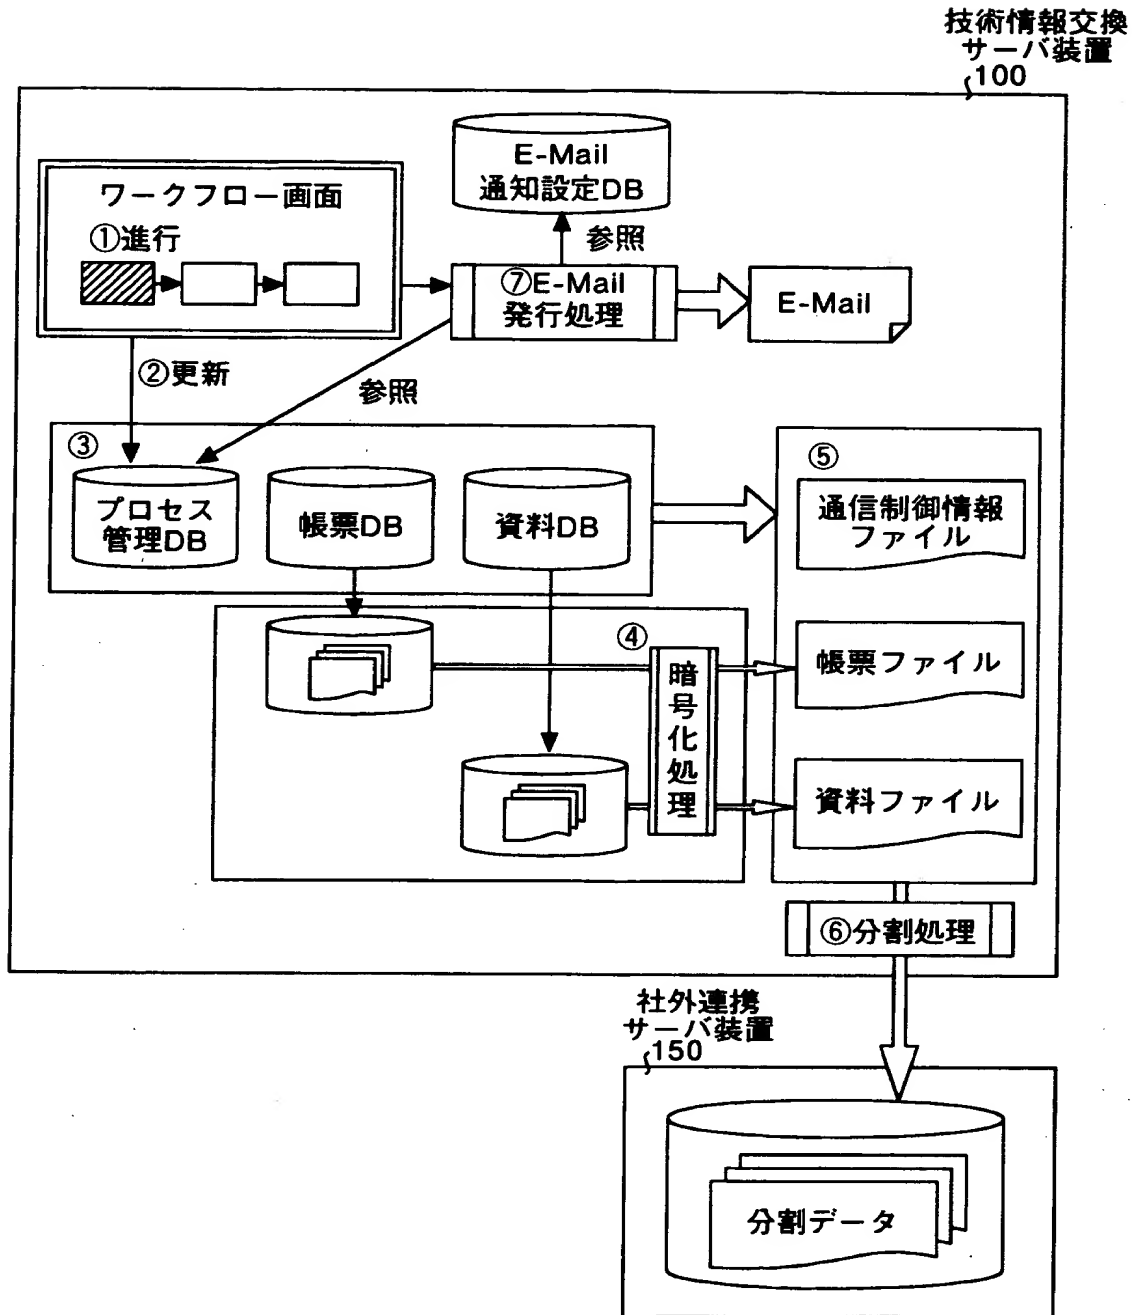 技術情報交換
サーバ装置
100
E-Mail
通知設定DB
ワークフロー画面
①進行
参照
⑦E-Mail
発行処理
E-Mail
②更新
参照
③
プロセス
管理DB
帳票DB
資料DB
⑤
通信制御情報
ファイル
④
暗号化処理
帳票ファイル
資料ファイル
⑥分割処理
社外連携
サーバ装置
150
分割データ